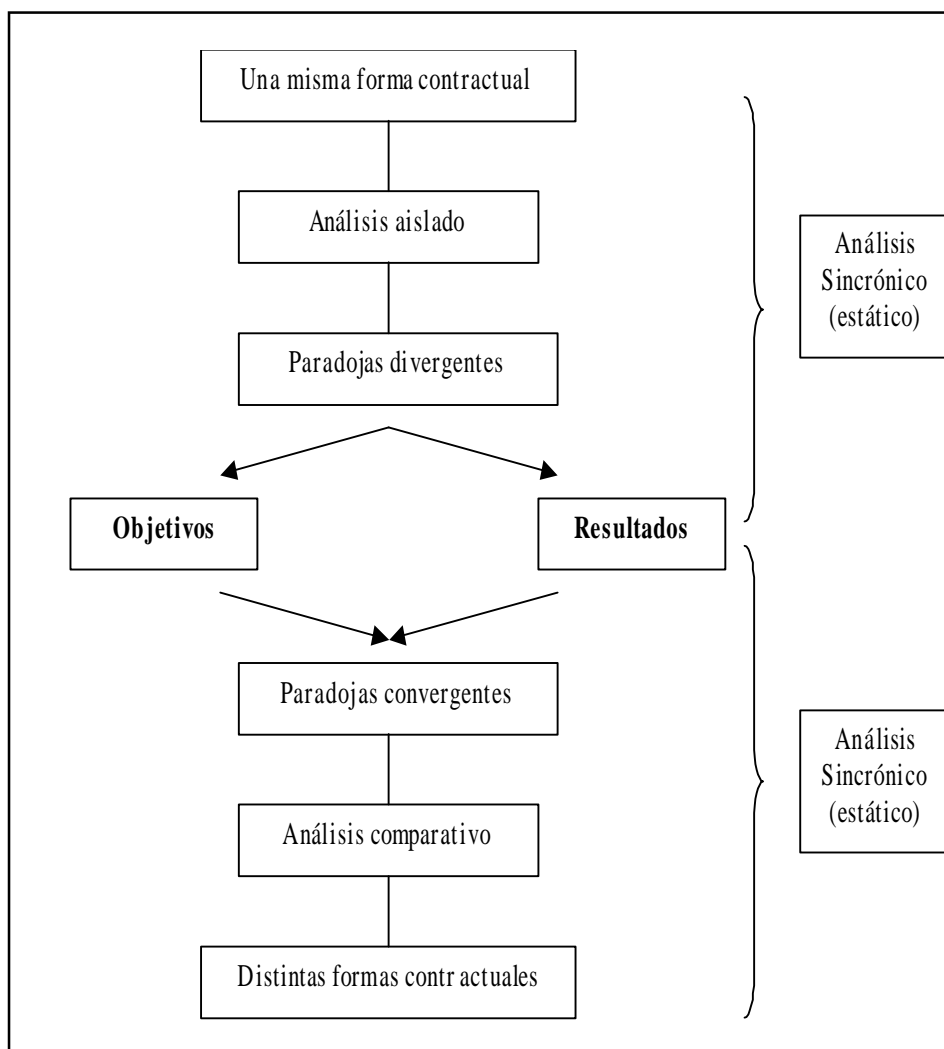 Una misma forma contractual
Análisis aislado
Paradojas divergentes
Análisis
Sincrónico
(estático)
Objetivos
Resultados
Paradojas convergentes
Análisis comparativo
Distintas formas contractuales
Análisis
Sincrónico
(estático)